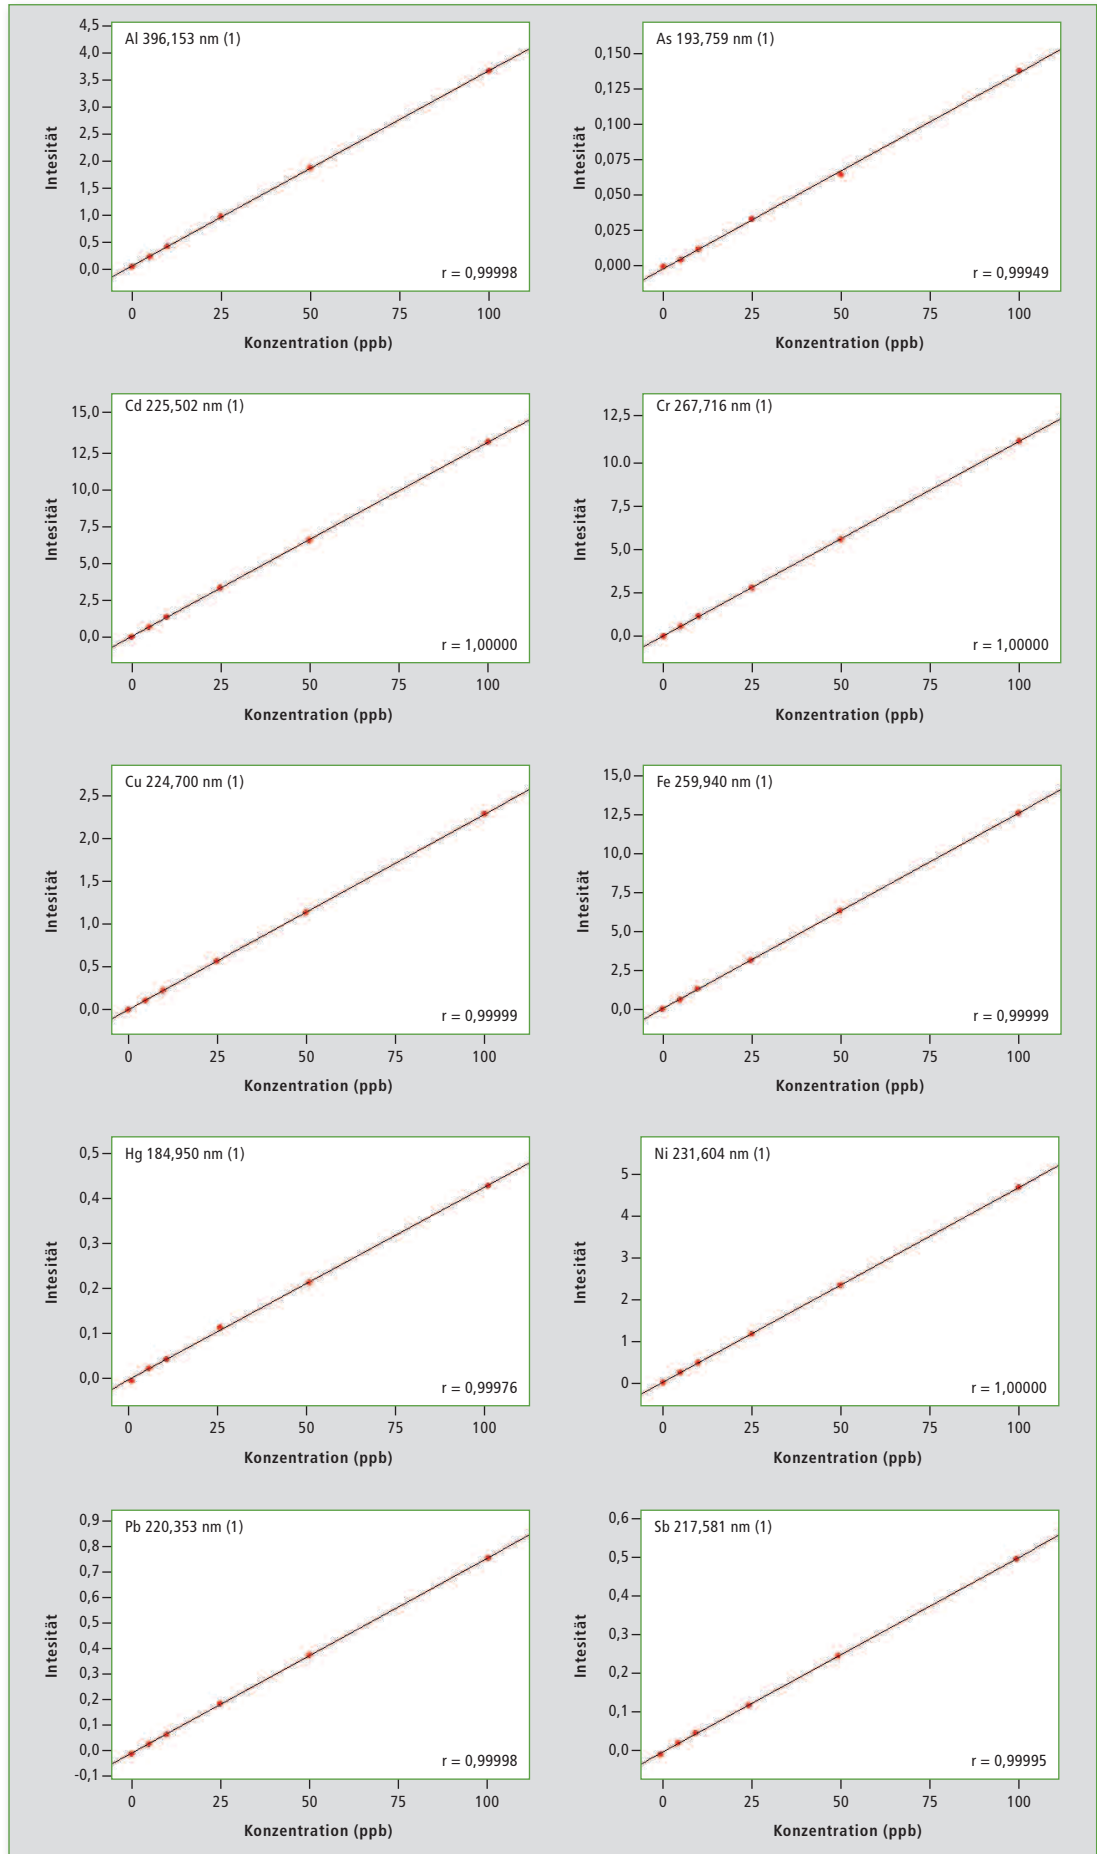 Al 396,153 nm (1)
4,5
4,0
3,5
3,0
2,5
2,0
1,5
1,0
0,5
0,0
Intesität
r = 0,99998
0 25 50 75 100
Konzentration (ppb)
As 193,759 nm (1)
0,150
0,125
0,100
0,075
0,050
0,025
0,000
Intesität
r = 0,99949
0 25 50 75 100
Konzentration (ppb)
Cd 225,502 nm (1)
15,0
12,5
10,0
7,5
5,0
2,5
0,0
Intesität
r = 1,00000
0 25 50 75 100
Konzentration (ppb)
Cr 267,716 nm (1)
12,5
10.0
7,5
5,0
2,5
0,0
Intesität
r = 1,00000
0 25 50 75 100
Konzentration (ppb)
Cu 224,700 nm (1)
2,5
2,0
1,5
1,0
0,5
0,0
Intesität
r = 0,99999
0 25 50 75 100
Konzentration (ppb)
Fe 259,940 nm (1)
15,0
12,5
10,0
7,5
5,0
2,5
0,0
Intesität
r = 0,99999
0 25 50 75 100
Konzentration (ppb)
Hg 184,950 nm (1)
0,5
0,4
0,3
0,2
0,1
0,0
Intesität
r = 0,99976
0 25 50 75 100
Konzentration (ppb)
Ni 231,604 nm (1)
5
4
3
2
1
0
Intesität
r = 1,00000
0 25 50 75 100
Konzentration (ppb)
Pb 220,353 nm (1)
0,9
0,8
0,7
0,6
0,5
0,4
0,3
0,2
0,1
0,0
-0,1
Intesität
r = 0,99998
0 25 50 75 100
Konzentration (ppb)
Sb 217,581 nm (1)
0,6
0,5
0,4
0,3
0,2
0,1
0,0
Intesität
r = 0,99995
0 25 50 75 100
Konzentration (ppb)